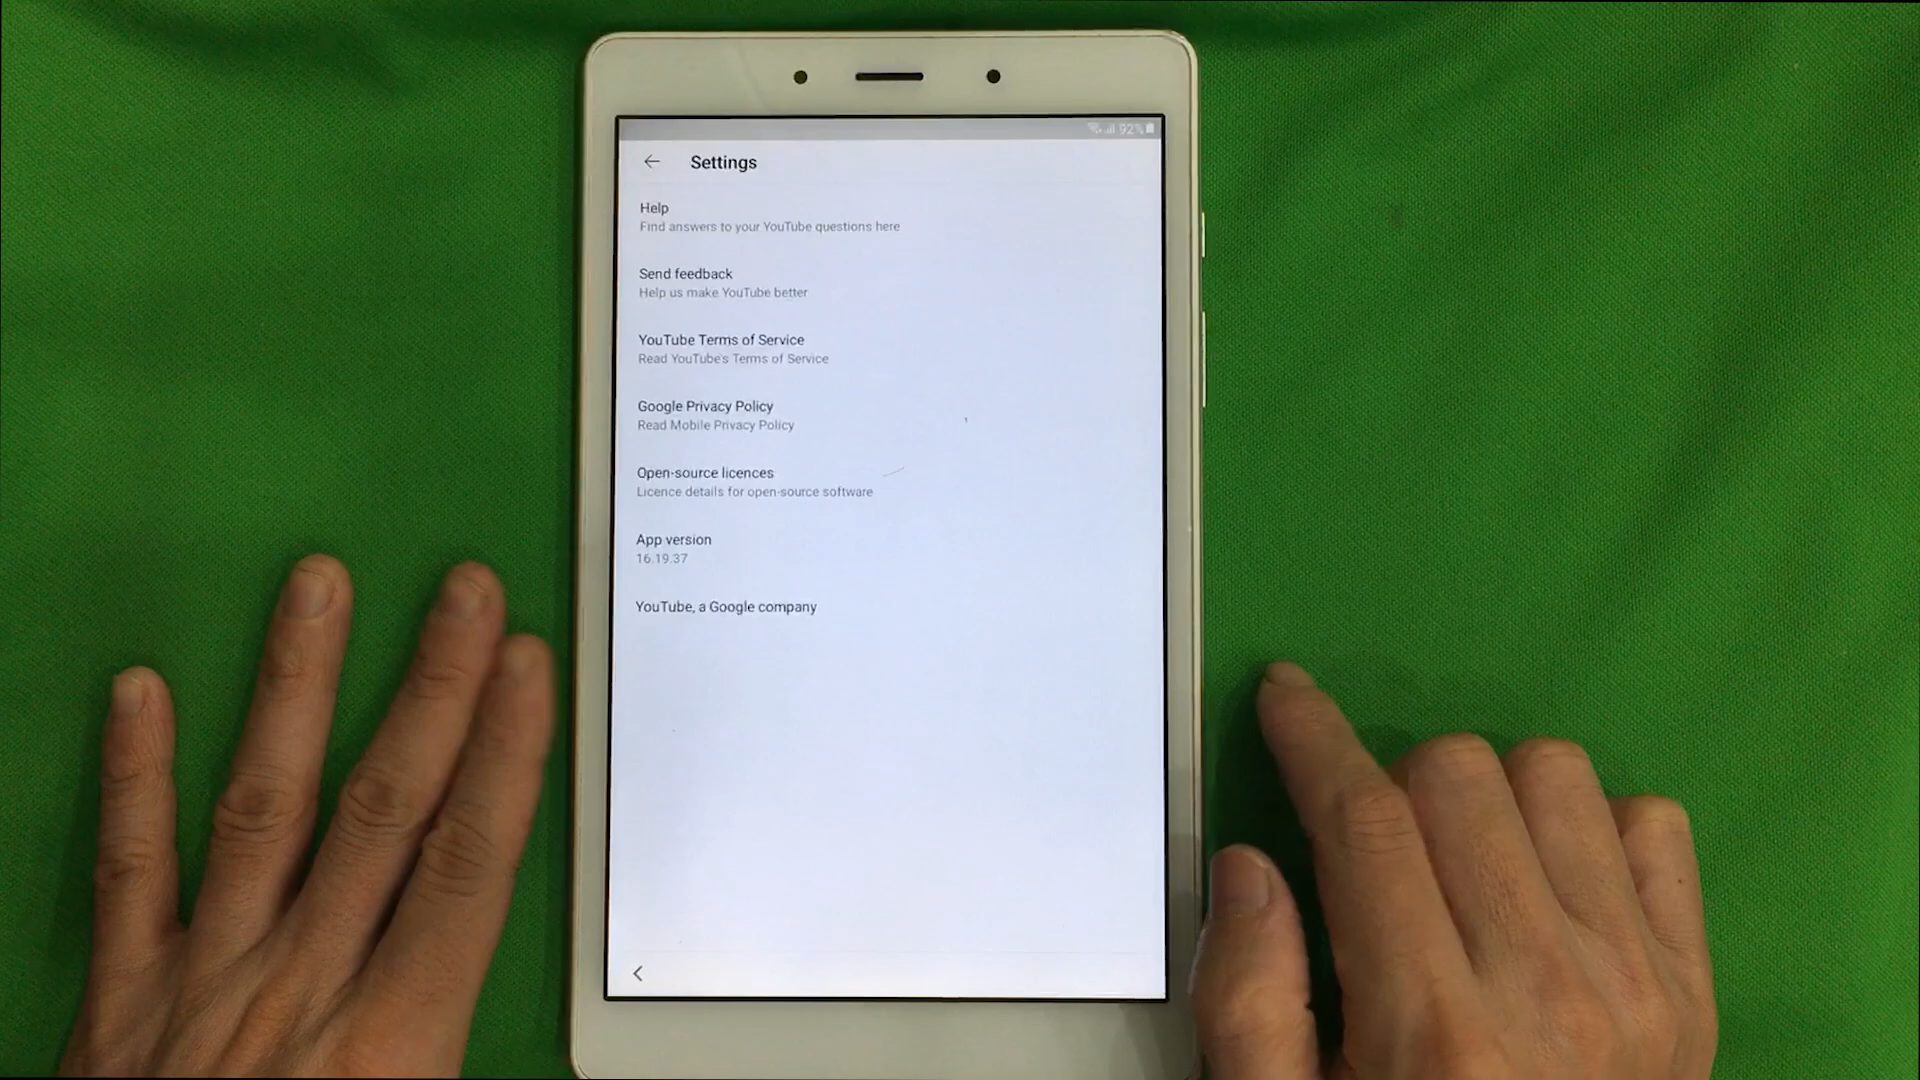 92%
Settings
Help
Find answers to your YouTube questions here
Send feedback
Help us make YouTube better
YouTube Terms of Service
Read YouTube's Terms of Service
Google Privacy Policy
Read Mobile Privacy Policy
Open-source licences
Licence details for open-source software
App version
16.19.37
YouTube, a Google company